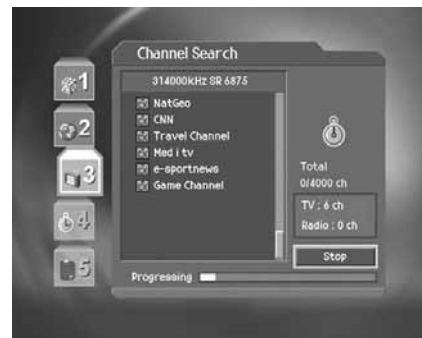 Channel Search
314000kHz SR 6875
NatGeo
CNN
Travel Channel
Med i tv
e-sportnews
Game Channel
1
2
3
4
5
Total
0/4000 ch
TV : 6 ch
Radio : 0 ch
Stop
Progressing